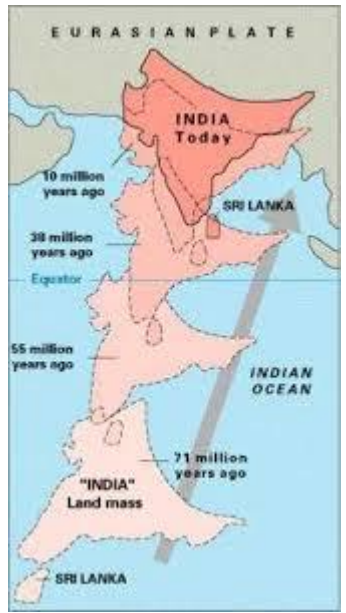 EURASIAN PLATE
INDIA
Today
10 million
years ago
SRI LANKA
38 million
years ago
Equator
55 million
years ago
INDIAN
OCEAN
71 million
years ago
"INDIA"
Land mass
SRI LANKA